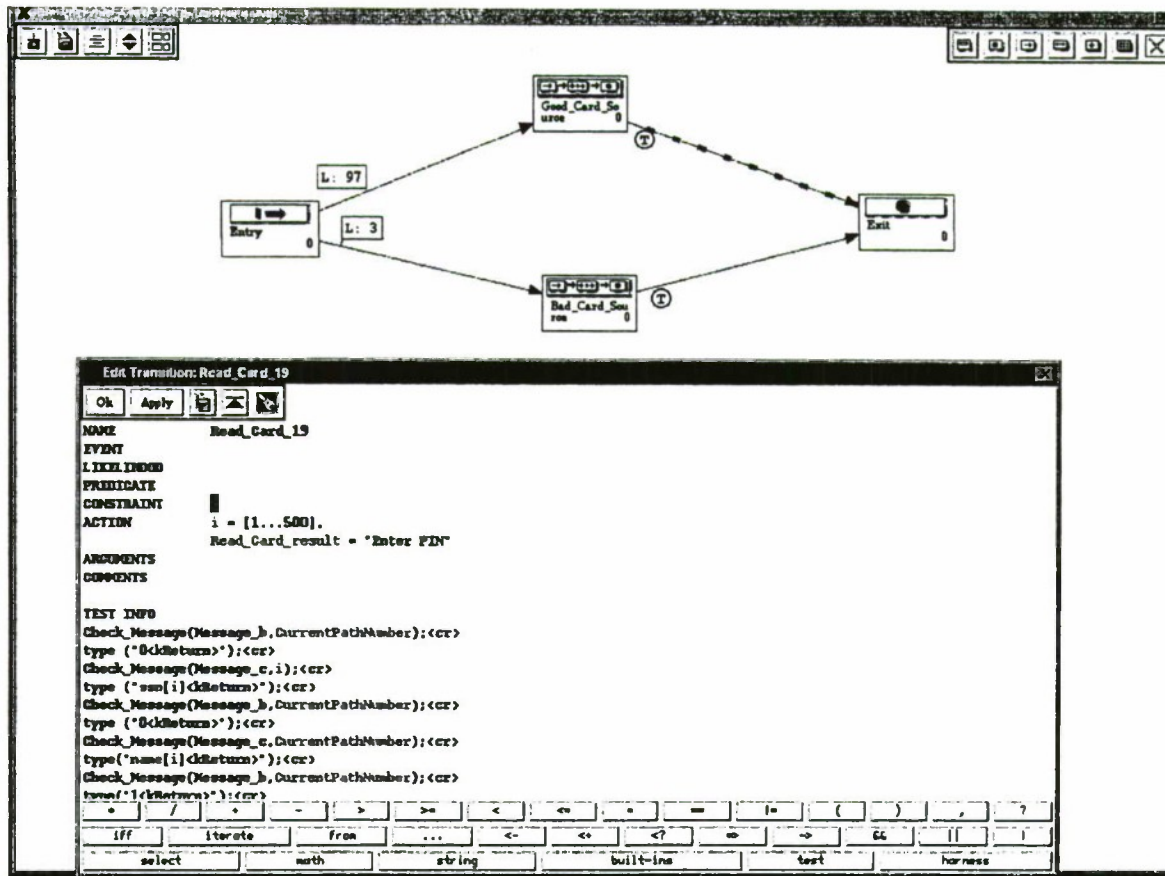 Good_Card_So
urce 0
L: 97
Entry
0
L: 3
Exit
0
T
T
Bad_Card_Sou
rce 0
Edit Transition: Read_Card_19
Ok Apply
NAME Read_Card_19
EVENT
LIKELIHOOD
PREDICATE
CONSTRAINT
ACTION i = [1...500],
Read_Card_result = "Enter PIN"
ARGUMENTS
COMMENTS
TEST INFO
Check_Message(Message_b,CurrentPathNumber);<cr>
type ("0<kReturn>");<cr>
Check_Message(Message_c,i);<cr>
type ("ssn[i]<kReturn>");<cr>
Check_Message(Message_b,CurrentPathNumber);<cr>
type ("0<kReturn>");<cr>
Check_Message(Message_c,CurrentPathNumber);<cr>
type("name[i]<kReturn>");<cr>
Check_Message(Message_b,CurrentPathNumber);<cr>
type("1<kReturn>");<cr>
/ + - > >= < <= = == != ( ) , ?
iff iterate from ... <- <+ <? => -> && ||
select math string built-ins test harness